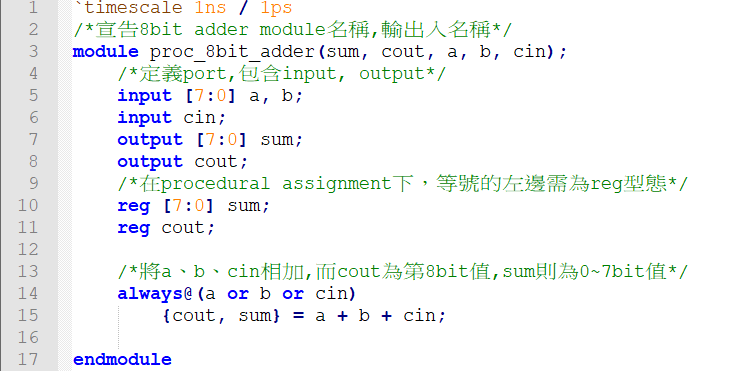 1 `timescale 1ns / 1ps
2 /*宣告8bit adder module名稱,輸出入名稱*/
3 module proc_8bit_adder(sum, cout, a, b, cin);
4 /*定義port,包含input, output*/
5 input [7:0] a, b;
6 input cin;
7 output [7:0] sum;
8 output cout;
9 /*在procedural assignment下，等號的左邊需為reg型態*/
10 reg [7:0] sum;
11 reg cout;
12
13 /*將a、b、cin相加,而cout為第8bit值,sum則為0~7bit值*/
14 always@(a or b or cin)
15 {cout, sum} = a + b + cin;
16
17 endmodule